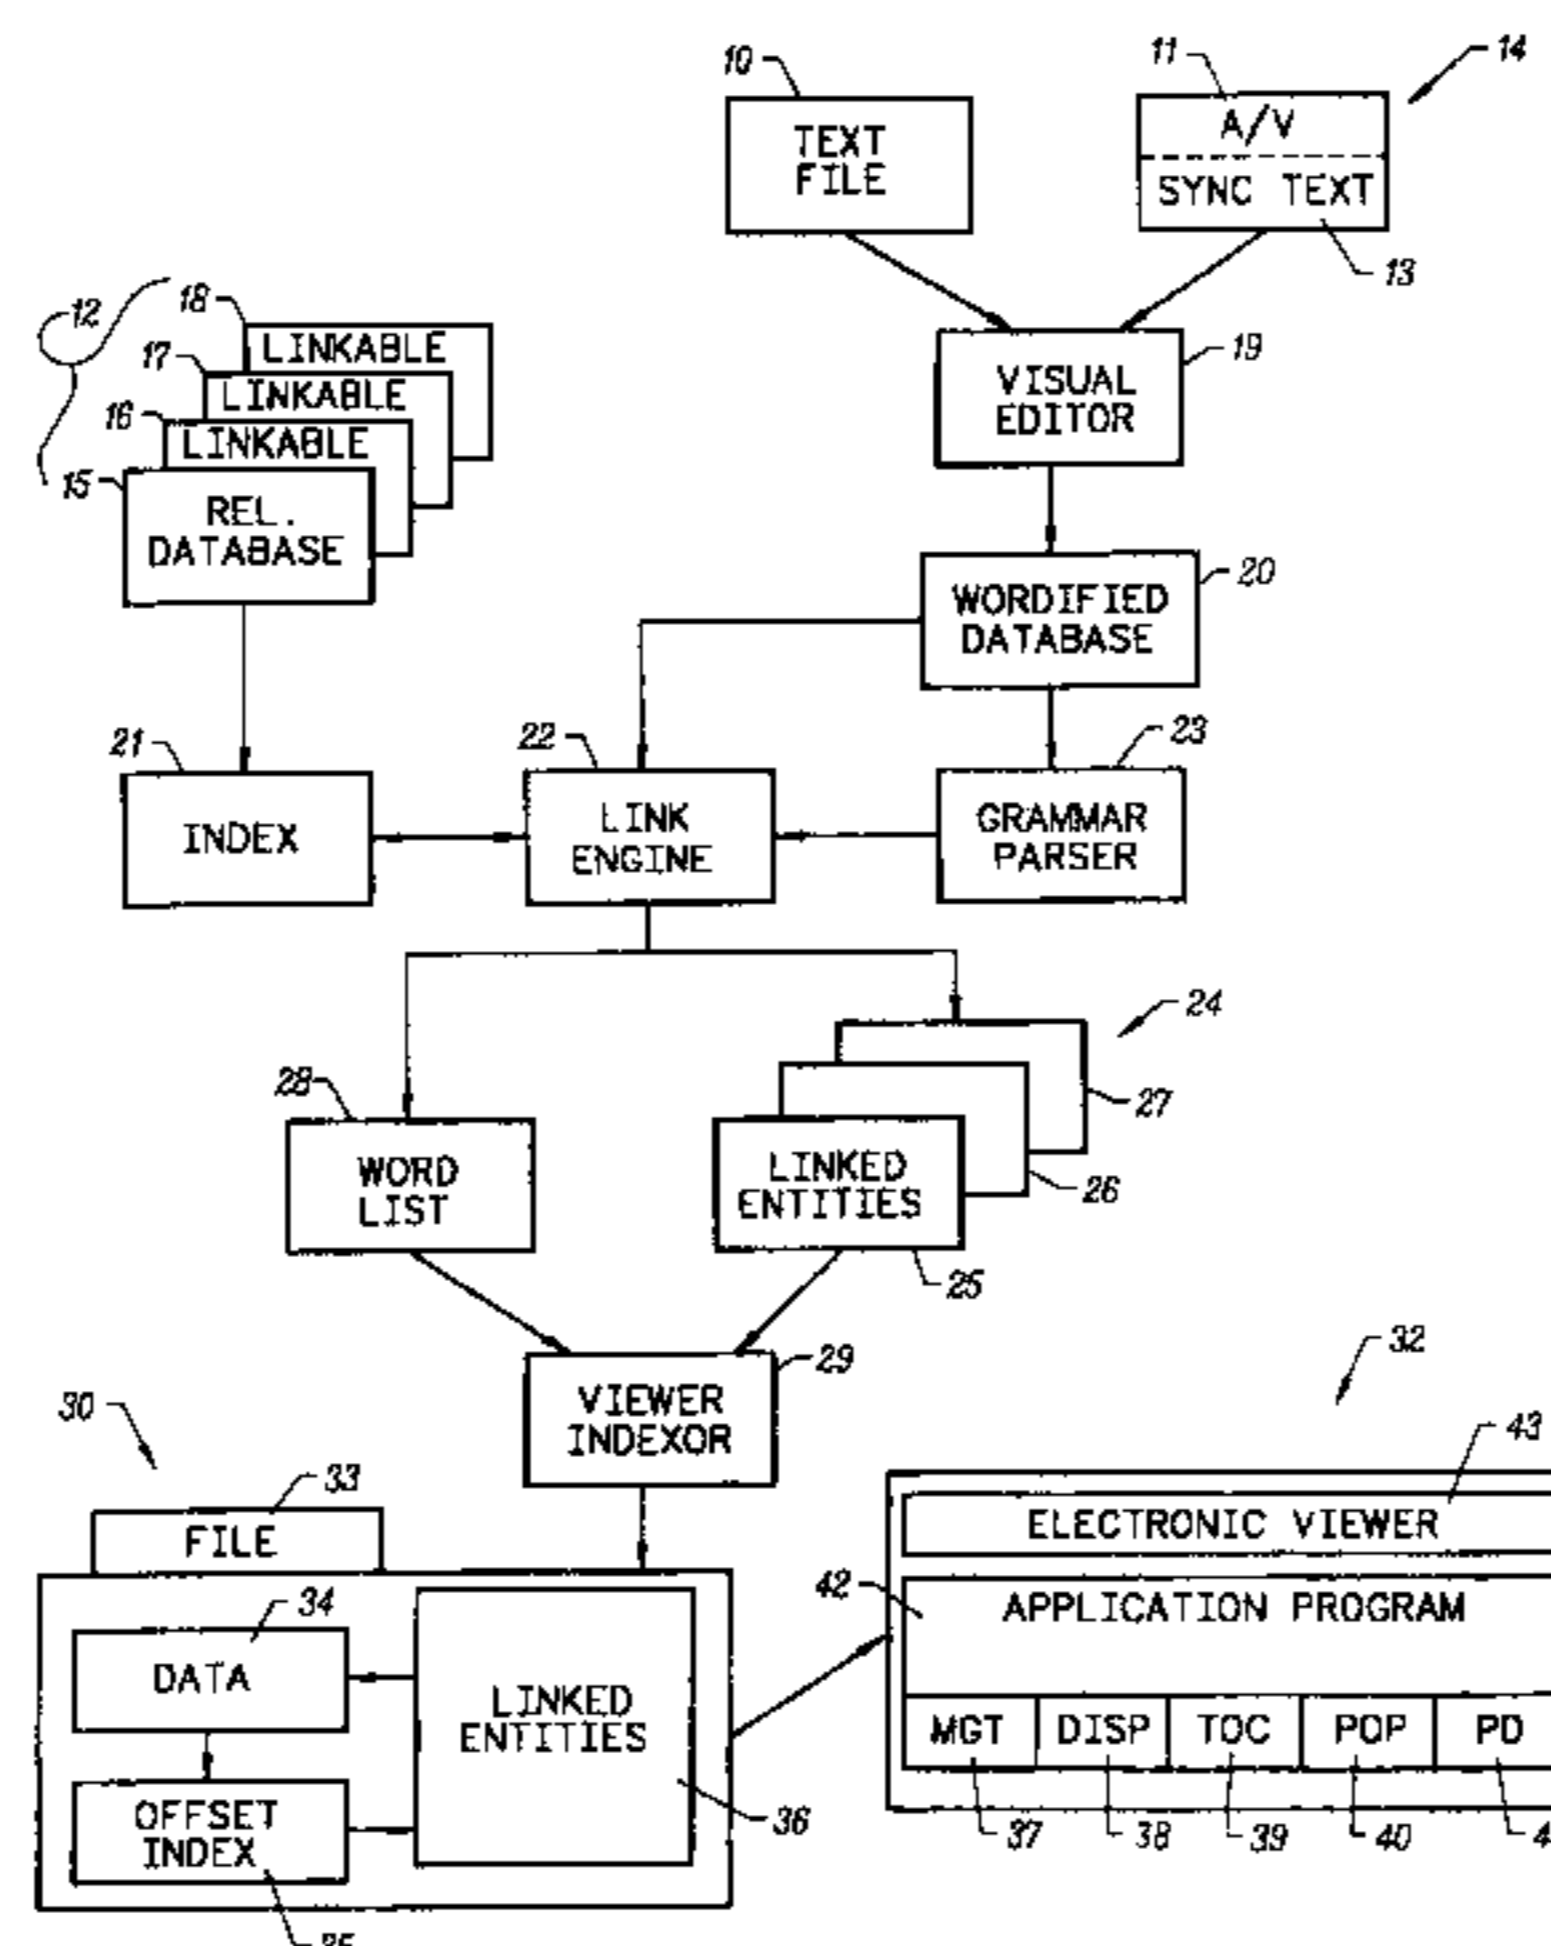 10
11
14
TEXT
FILE
A/V
SYNC TEXT
13
12
18
LINKABLE
17
LINKABLE
16
LINKABLE
15
REL.
DATABASE
19
VISUAL
EDITOR
20
WORDIFIED
DATABASE
21
INDEX
22
LINK
ENGINE
23
GRAMMAR
PARSER
24
27
26
28
WORD
LIST
LINKED
ENTITIES
25
29
VIEWER
INDEXOR
30
32
33
FILE
43
ELECTRONIC VIEWER
34
DATA
LINKED
ENTITIES
42
APPLICATION PROGRAM
OFFSET
INDEX
36
MGT DISP TOC POP PD
37 38 39 40